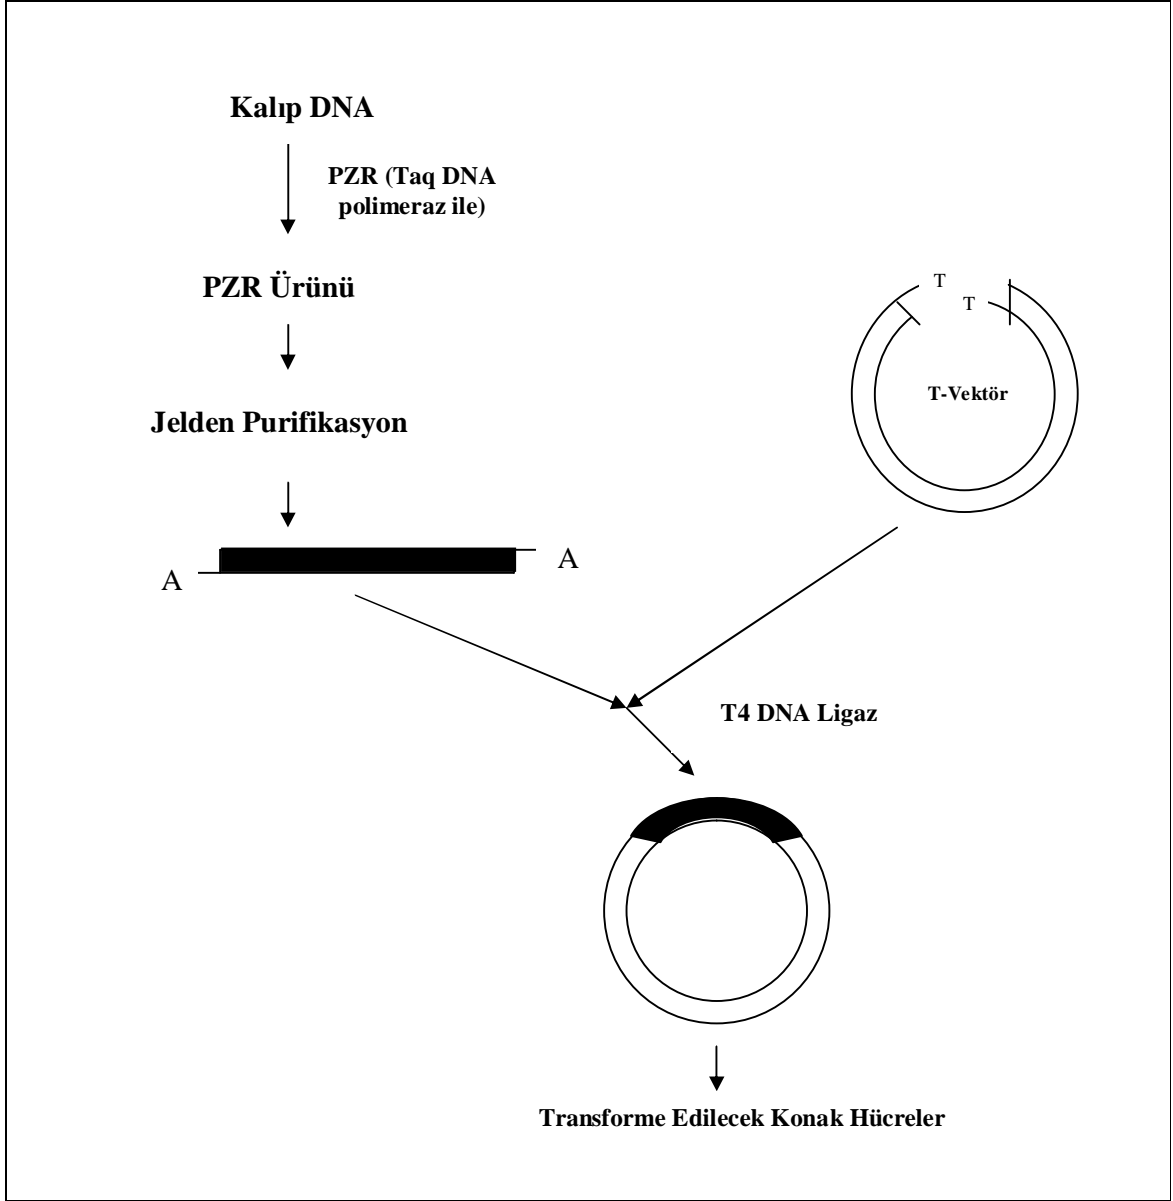 Kalıp DNA
PZR (Taq DNA
polimeraz ile)
PZR Ürünü
T
T
T-Vektör
Jelden Purifikasyon
A
A
T4 DNA Ligaz
Transforme Edilecek Konak Hücreler